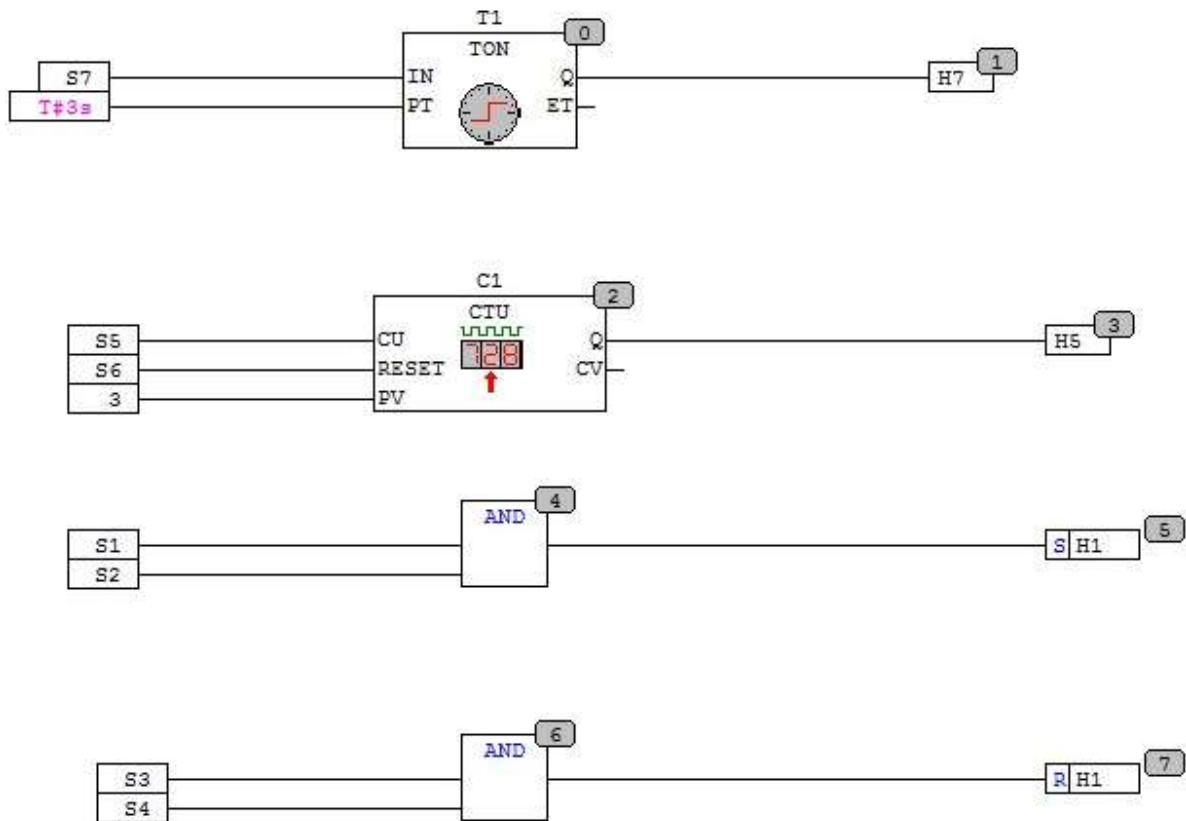 T1
0
TON
1
S7
IN
Q
H7
T#3s
PT
ET
C1
2
CTU
3
S5
CU
Q
H5
728
S6
RESET
CV
3
PV
4
AND
5
S1
S H1
S2
6
AND
7
S3
R H1
S4